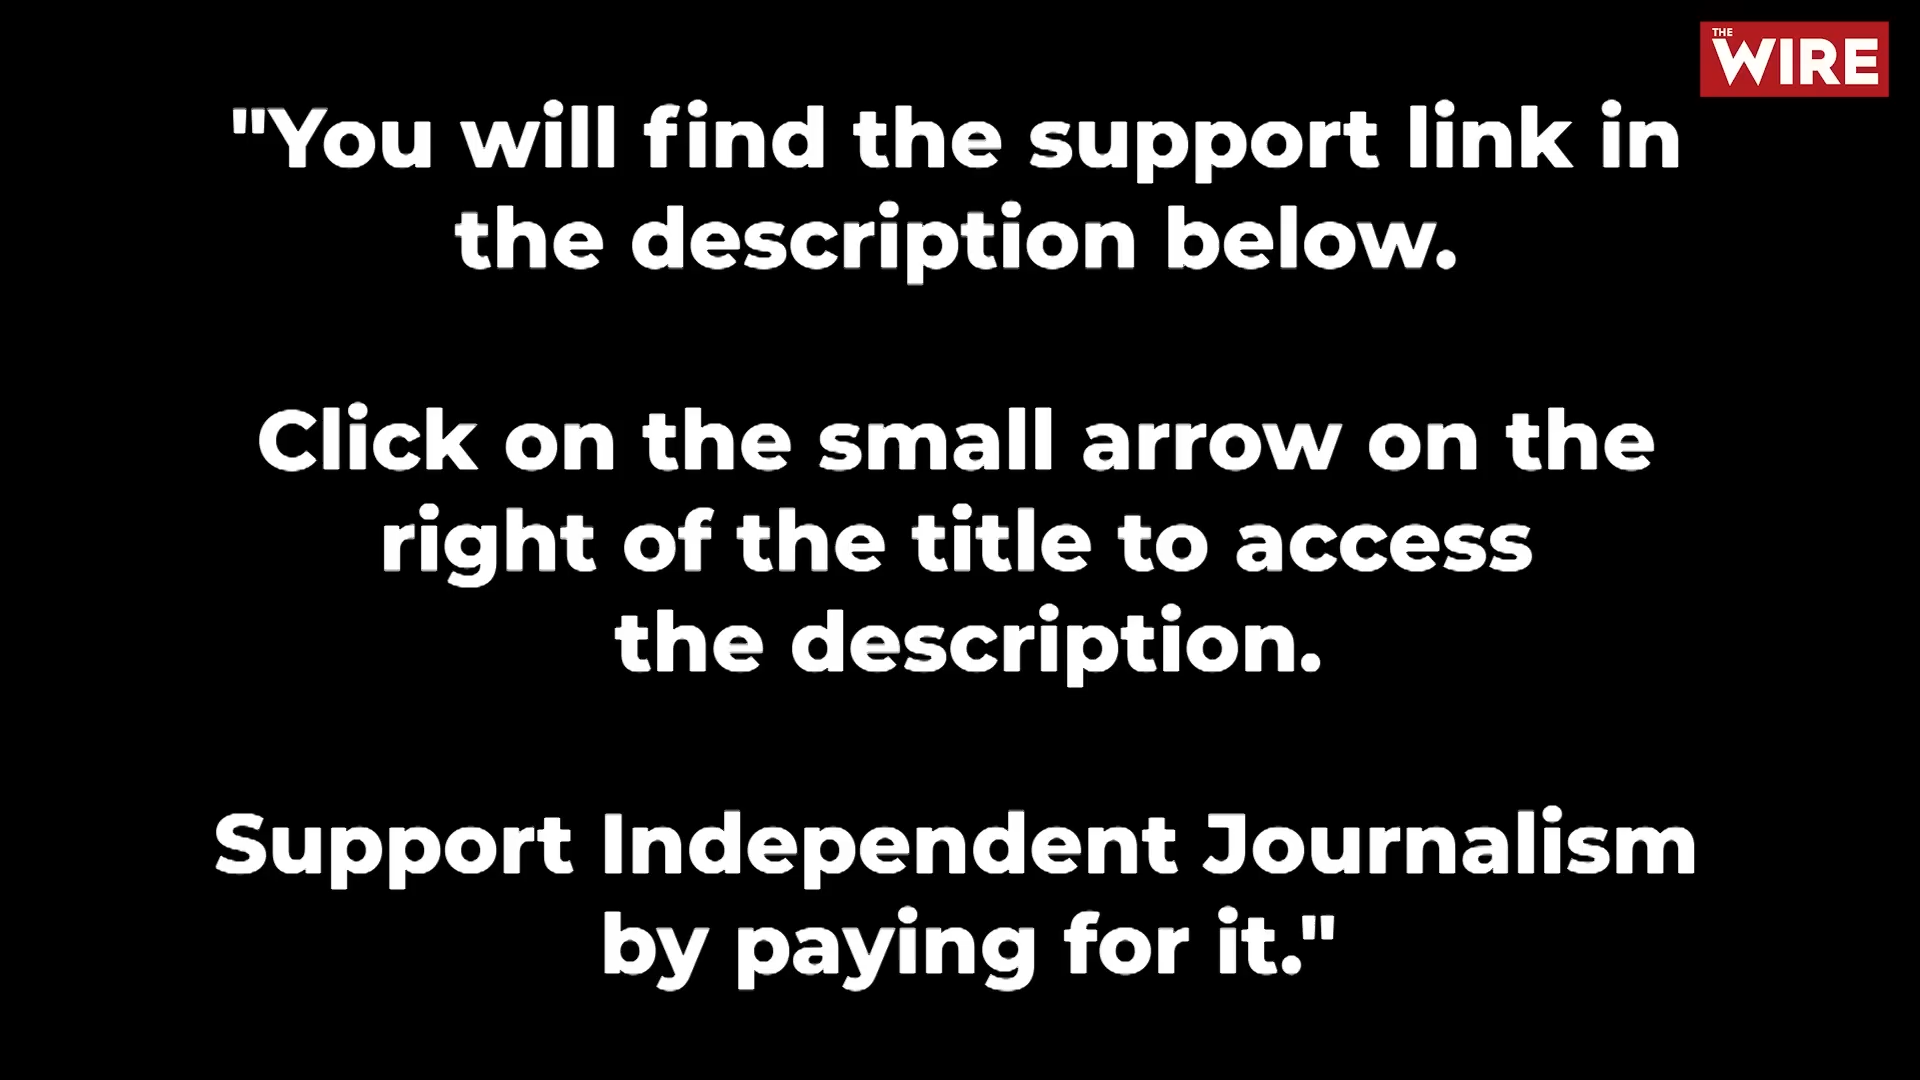 THE
WIRE
"You will find the support link in
the description below.
Click on the small arrow on the
right of the title to access
the description.
Support Independent Journalism
by paying for it."